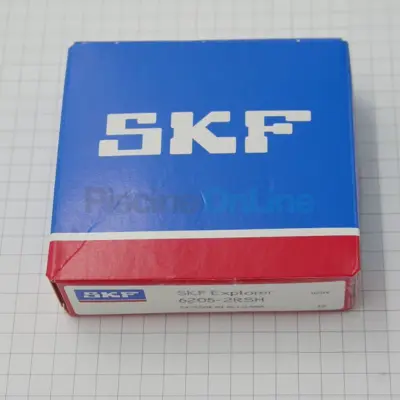 SKF
PiscineOnLine
SKF
SKF Explorer
6205-2RSH